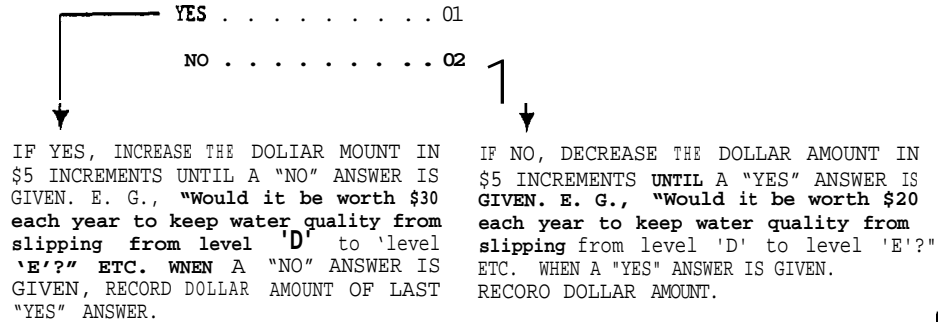 YES . . . . . . . . . 01
NO . . . . . . . . . 02
IF YES, INCREASE THE DOLIAR MOUNT IN
$5 INCREMENTS UNTIL A “NO” ANSWER IS
GIVEN. E. G., “Would it be worth $30
each year to keep water quality from
slipping from level 'D' to ‘level
‘E’?” ETC. WNEN A “NO” ANSWER IS
GIVEN, RECORD DOLLAR AMOUNT OF LAST
“YES” ANSWER.
IF NO, DECREASE THE DOLLAR AMOUNT IN
$5 INCREMENTS UNTIL A “YES” ANSWER IS
GIVEN. E. G., “Would it be worth $20
each year to keep water quality from
slipping from level 'D' to level 'E'?"
ETC. WHEN A "YES" ANSWER IS GIVEN.
RECORO DOLLAR AMOUNT.